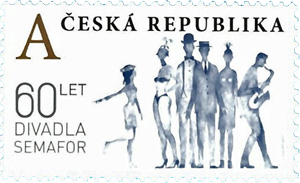 A ČESKÁ REPUBLIKA
60 LET
DIVADLA
SEMAFOR